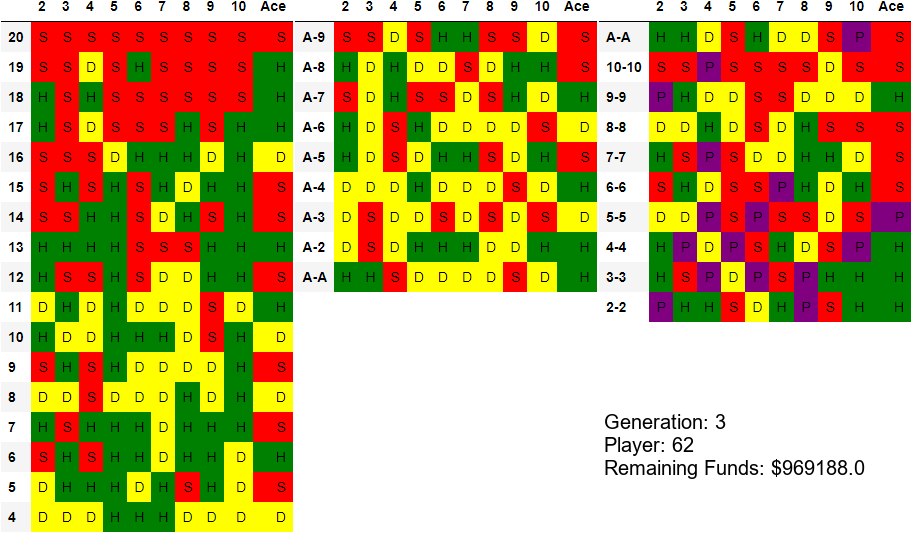 2 3 4 5 6 7 8 9 10 Ace
20 S S S S S S S S S S
19 S S D S H S S S S H
18 H S H S S S S S S H
17 H S D S S S H S H H
16 S S S D H H H D H D
15 S H S H S H D H H S
14 S S H H S D H S H S
13 H H H H S S S H H H
12 H S S H S D D H H S
11 D H D H D D D S D H
10 H D D H H H D S H D
9 S H S H D D D D H S
8 D D S D D D H D H D
7 H S H H H D H H H S
6 S H S H H D H H D H
5 D H H H D H S H D S
4 D D D H H H D D D D
2 3 4 5 6 7 8 9 10 Ace
A-9 S S D S H H S S D S
A-8 H D H D D S D H H S
A-7 S D H S S D S H D H
A-6 H D S H D D D D S D
A-5 H D S D H H S D H S
A-4 D D D H D D D S D H
A-3 D S D D S D S D S D
A-2 D S D H H H D D H H
A-A H H S D D D D S D H
2 3 4 5 6 7 8 9 10 Ace
A-A H H D S H D D S P S
10-10 S S P S S S S D S S
9-9 P H D D S S D D D H
8-8 D D H D S D H S S S
7-7 H S P S D D H H D S
6-6 S H D S S P H D H S
5-5 D D P S P S S D S P
4-4 H P D P S H D S P H
3-3 H S P D P S P H H H
2-2 P H H S D H P S H H
Generation: 3
Player: 62
Remaining Funds: $969188.0